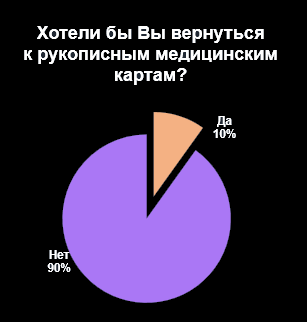 Хотели бы Вы вернуться
к рукописным медицинским
картам?
Да
10%
Нет
90%